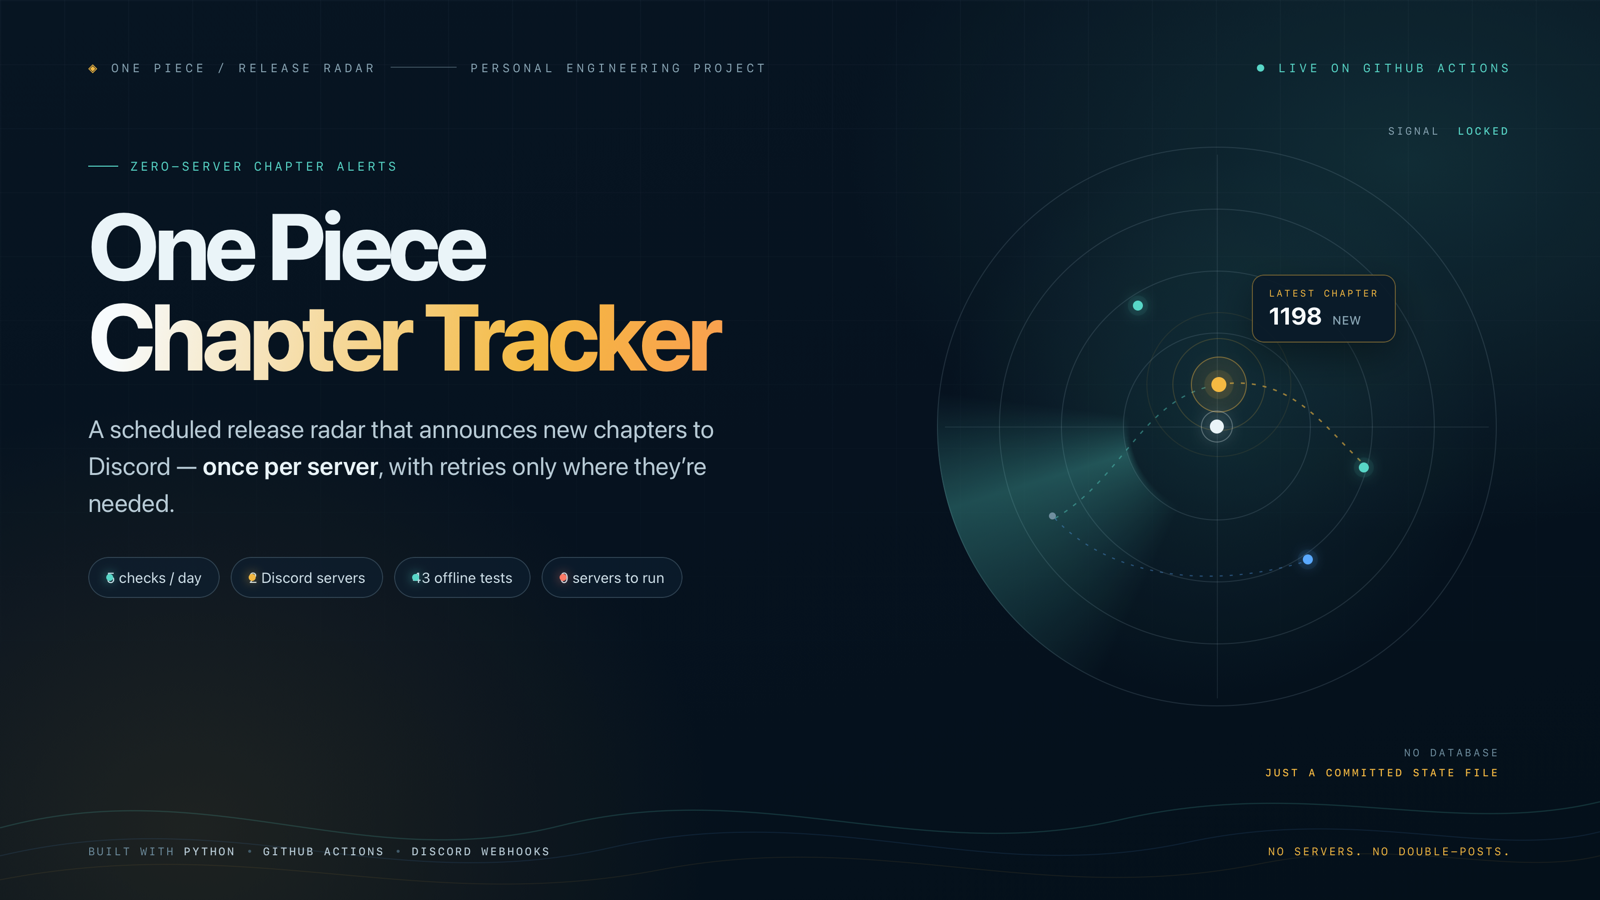 ONE PIECE / RELEASE RADAR
PERSONAL ENGINEERING PROJECT
LIVE ON GITHUB ACTIONS
SIGNAL LOCKED
ZERO-SERVER CHAPTER ALERTS
One Piece
Chapter Tracker
LATEST CHAPTER
1198 NEW
A scheduled release radar that announces new chapters to
Discord — once per server, with retries only where they’re
needed.
checks / day
2 Discord servers
43 offline tests
0 servers to run
NO DATABASE
JUST A COMMITTED STATE FILE
BUILT WITH PYTHON • GITHUB ACTIONS • DISCORD WEBHOOKS
NO SERVERS. NO DOUBLE-POSTS.